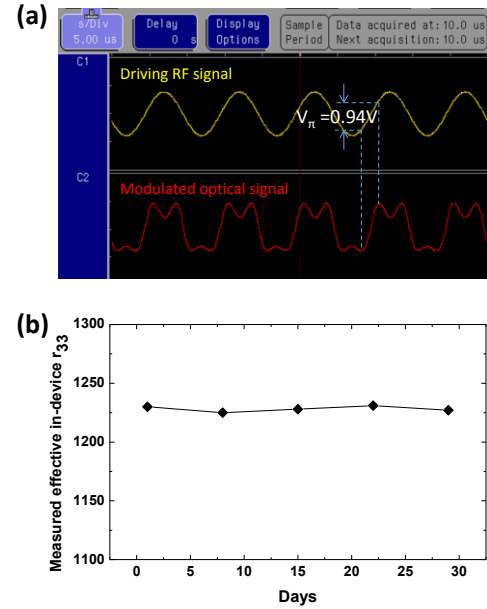 (a)
s/Div
5.00 us
Delay
0 s
Display
Options
Sample
Period
Data acquired at: 10.0 us
Next acquisition: 10.0 us
C1
Driving RF signal
Vπ =0.94V
C2
Modulated optical signal
(b)
Measured effective in-device r33
1300
1250
1200
1150
1100
0 5 10 15 20 25 30
Days